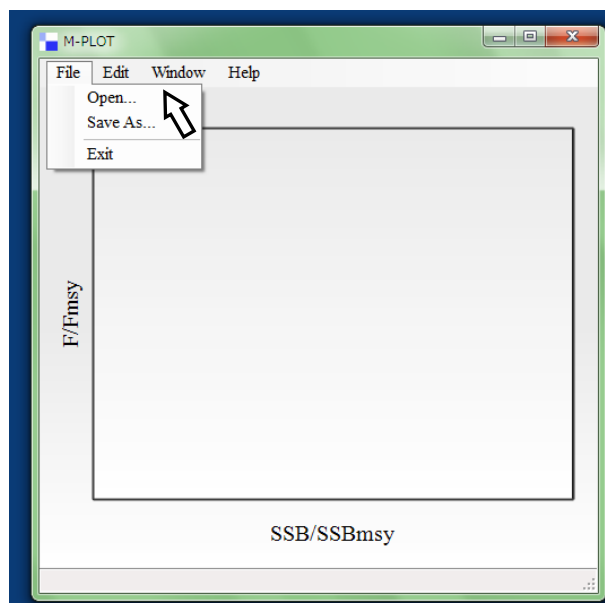 M-PLOT
File Edit Window Help
Open...
Save As...
Exit
F/Fmsy
SSB/SSBmsy